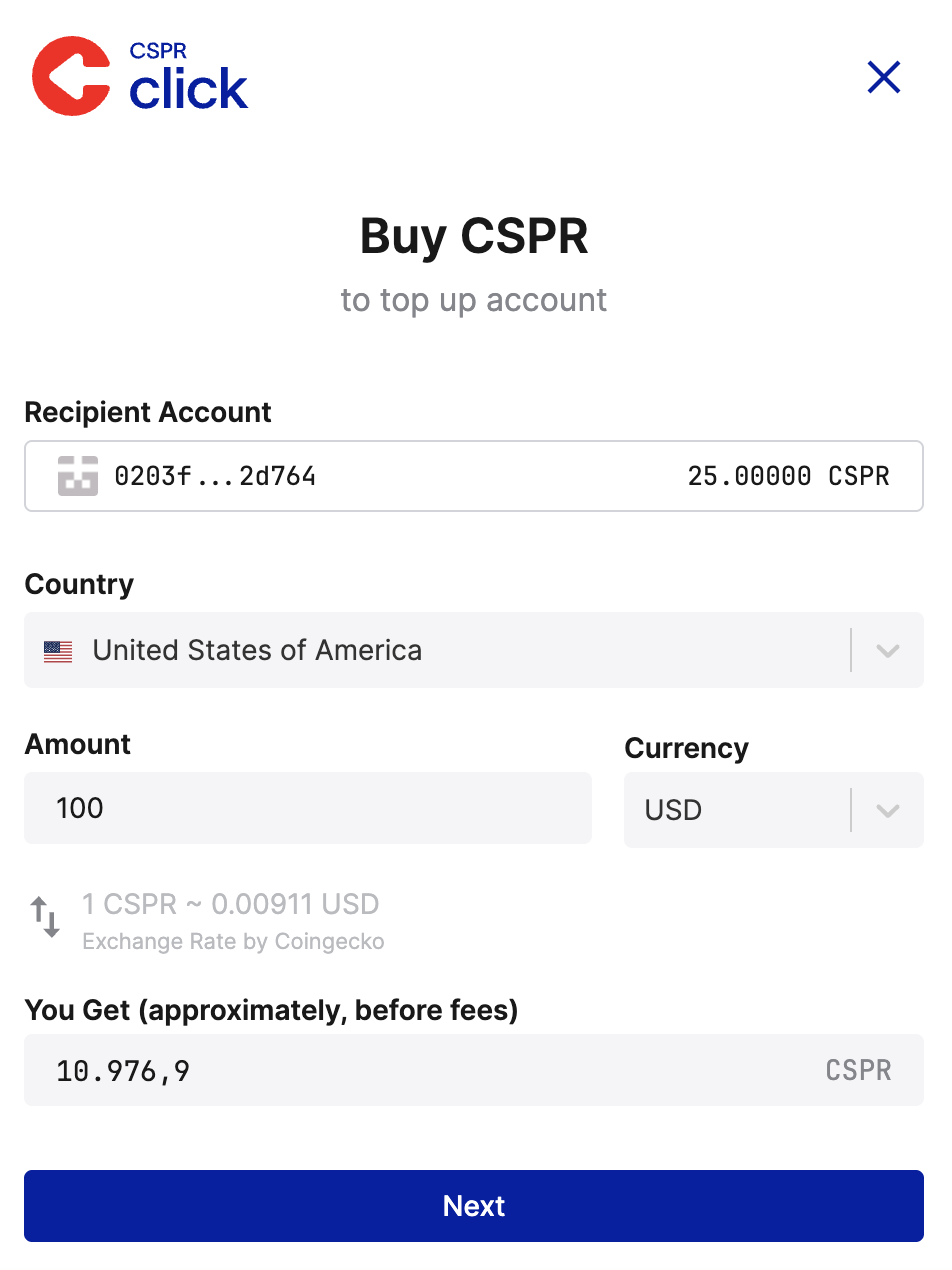 CSPR
click
Buy CSPR
to top up account
Recipient Account
0203f...2d764 25.00000 CSPR
Country
United States of America
Amount
Currency
100
USD
1 CSPR ~ 0.00911 USD
Exchange Rate by Coingecko
You Get (approximately, before fees)
10.976,9 CSPR
Next